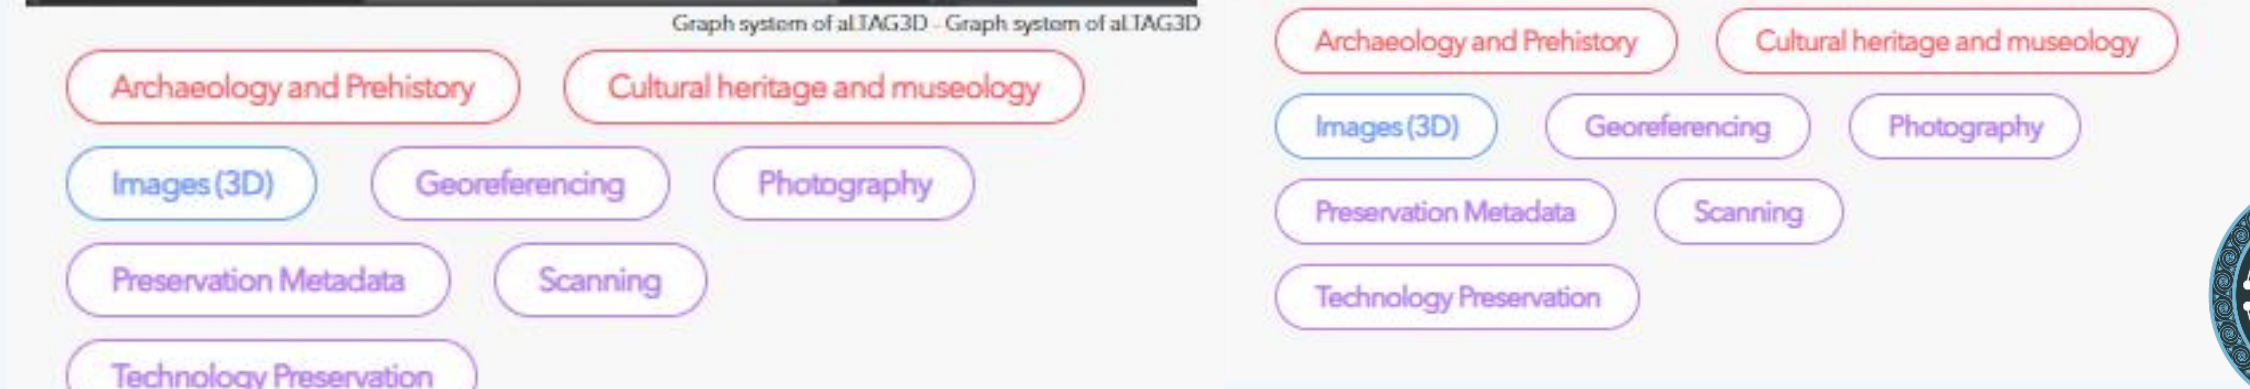 Graph system of aLTAG3D - Graph system of aLTAG3D
Archaeology and Prehistory Cultural heritage and museology
Images (3D) Georeferencing Photography
Preservation Metadata Scanning
Technology Preservation
Archaeology and Prehistory Cultural heritage and museology
Images (3D) Georeferencing Photography
Preservation Metadata Scanning
Technology Preservation